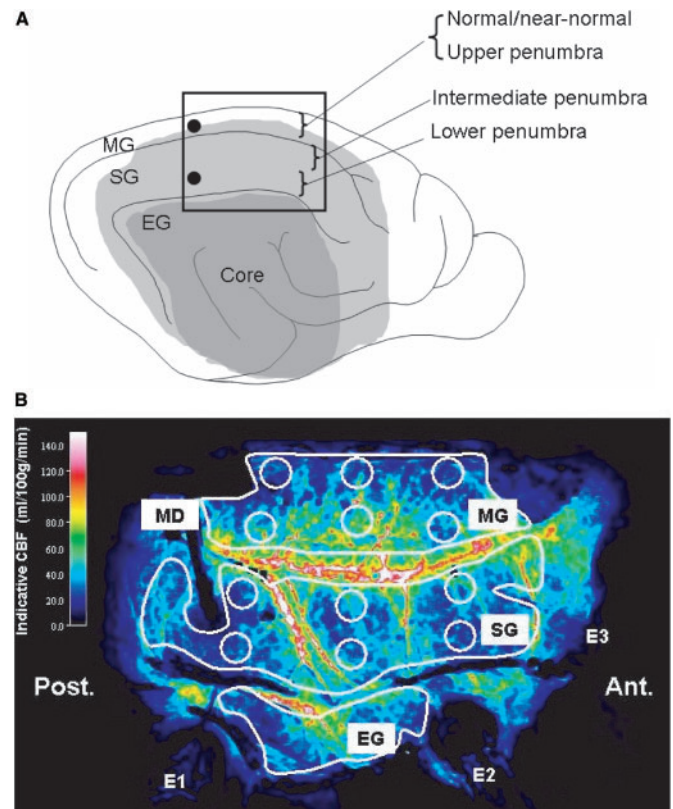 A
Normal/near-normal
Upper penumbra
Intermediate penumbra
Lower penumbra
MG
SG
EG
Core
B
Indicative CBF (ml/100g/min)
140.0
120.0
100.0
80.0
60.0
40.0
20.0
0.0
MD
MG
SG
E3
Post.
Ant.
EG
E1
E2